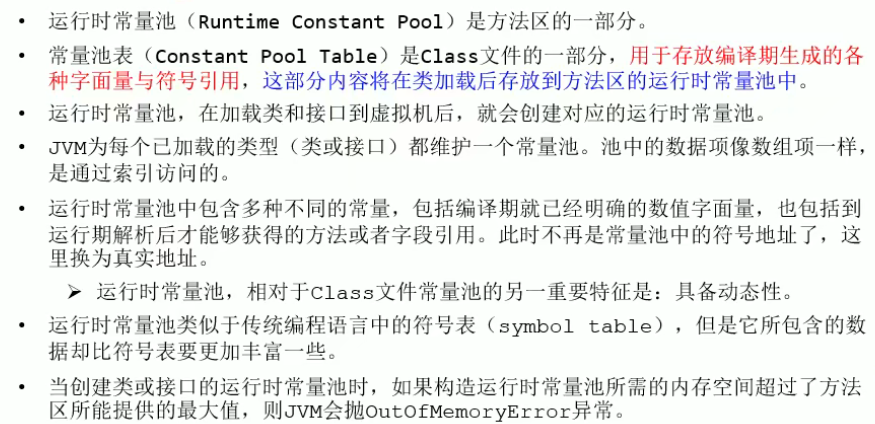 • 运行时常量池（Runtime Constant Pool）是方法区的一部分。
• 常量池表（Constant Pool Table）是Class文件的一部分，用于存放编译期生成的各
种字面量与符号引用，这部分内容将在类加载后存放到方法区的运行时常量池中。
• 运行时常量池，在加载类和接口到虚拟机后，就会创建对应的运行时常量池。
• JVM为每个已加载的类型（类或接口）都维护一个常量池。池中的数据项像数组项一样，
是通过索引访问的。
• 运行时常量池中包含多种不同的常量，包括编译期就已经明确的数值字面量，也包括到
运行期解析后才能够获得的方法或者字段引用。此时不再是常量池中的符号地址了，这
里换为真实地址。
➢ 运行时常量池，相对于Class文件常量池的另一重要特征是：具备动态性。
• 运行时常量池类似于传统编程语言中的符号表（symbol table），但是它所包含的数
据却比符号表要更加丰富一些。
• 当创建类或接口的运行时常量池时，如果构造运行时常量池所需的内存空间超过了方法
区所能提供的最大值，则JVM会抛OutOfMemoryError异常。